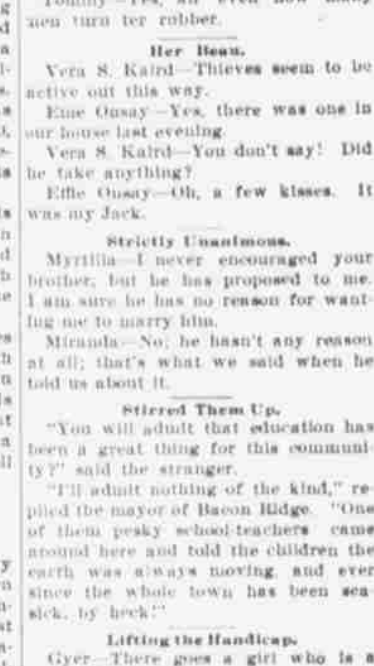 men turn ter rubber.
Her Beau.
Vera S. Kaird—Thieves seem to be
active out this way.
Effie Onsay—Yes, there was one in
our house last evening.
Vera S. Kaird—You don't say! Did
he take anything?
Effie Onsay—Oh, a few kisses. It
was my Jack.
Strictly Unanimous.
Myrtilla—I never encouraged your
brother, but he has proposed to me.
I am sure he has no reason for want-
ing me to marry him.
Miranda—No; he hasn't any reason
at all; that's what we said when he
told us about it.
Stirred Them Up.
"You will admit that education has
been a great thing for this communi-
ty?" said the stranger.
"I'll admit nothing of the kind," re-
plied the mayor of Bacon Ridge. "One
of them pesky school-teachers came
around here and told the children the
earth was always moving, and ever
since the whole town has been sea-
sick, by heck!"
Lifting the Handicap.
Gyer—There goes a girl who is a